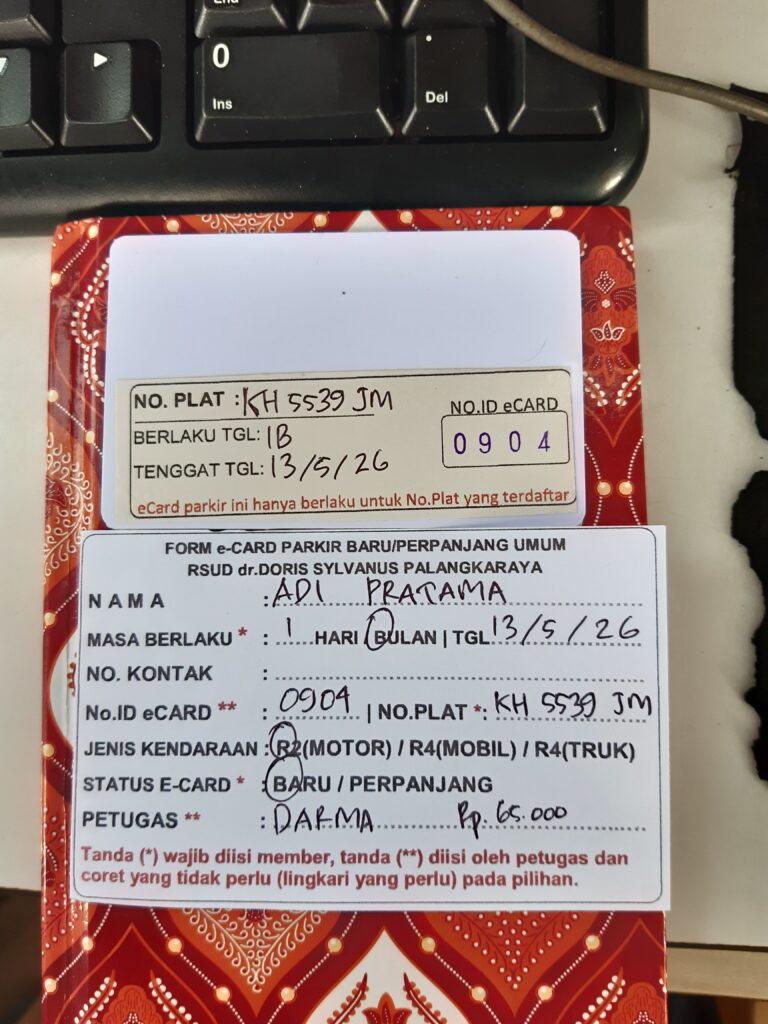 End
0
Ins
.
Del
NO. PLAT : KH 5539 JM
NO.ID eCARD
BERLAKU TGL: 1B
0904
TENGGAT TGL: 13/5/26
eCard parkir ini hanya berlaku untuk No.Plat yang terdaftar
FORM e-CARD PARKIR BARU/PERPANJANG UMUM
RSUD dr.DORIS SYLVANUS PALANGKARAYA
NAMA : ADI PRATAMA
MASA BERLAKU * : 1 HARI BULAN | TGL 13/5/26
NO. KONTAK :
No.ID eCARD ** : 0904 | NO.PLAT *: KH 5539 JM
JENIS KENDARAAN : R2(MOTOR) / R4(MOBIL) / R4(TRUK)
STATUS E-CARD * : BARU / PERPANJANG
PETUGAS ** : DARMA Rp. 65.000
Tanda (*) wajib diisi member, tanda (**) diisi oleh petugas dan
coret yang tidak perlu (lingkari yang perlu) pada pilihan.